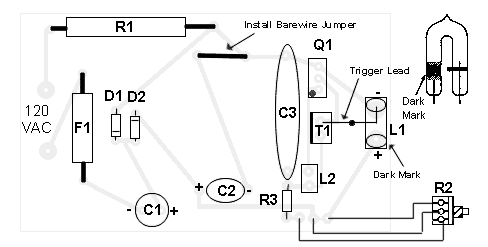 R1
Install Barewire Jumper
Q1
Trigger Lead
-
Dark
Mark
D1 D2
120
VAC
F1
C3
T1
L1
+
Dark Mark
L2
+ C2 -
- C1 +
R3
R2